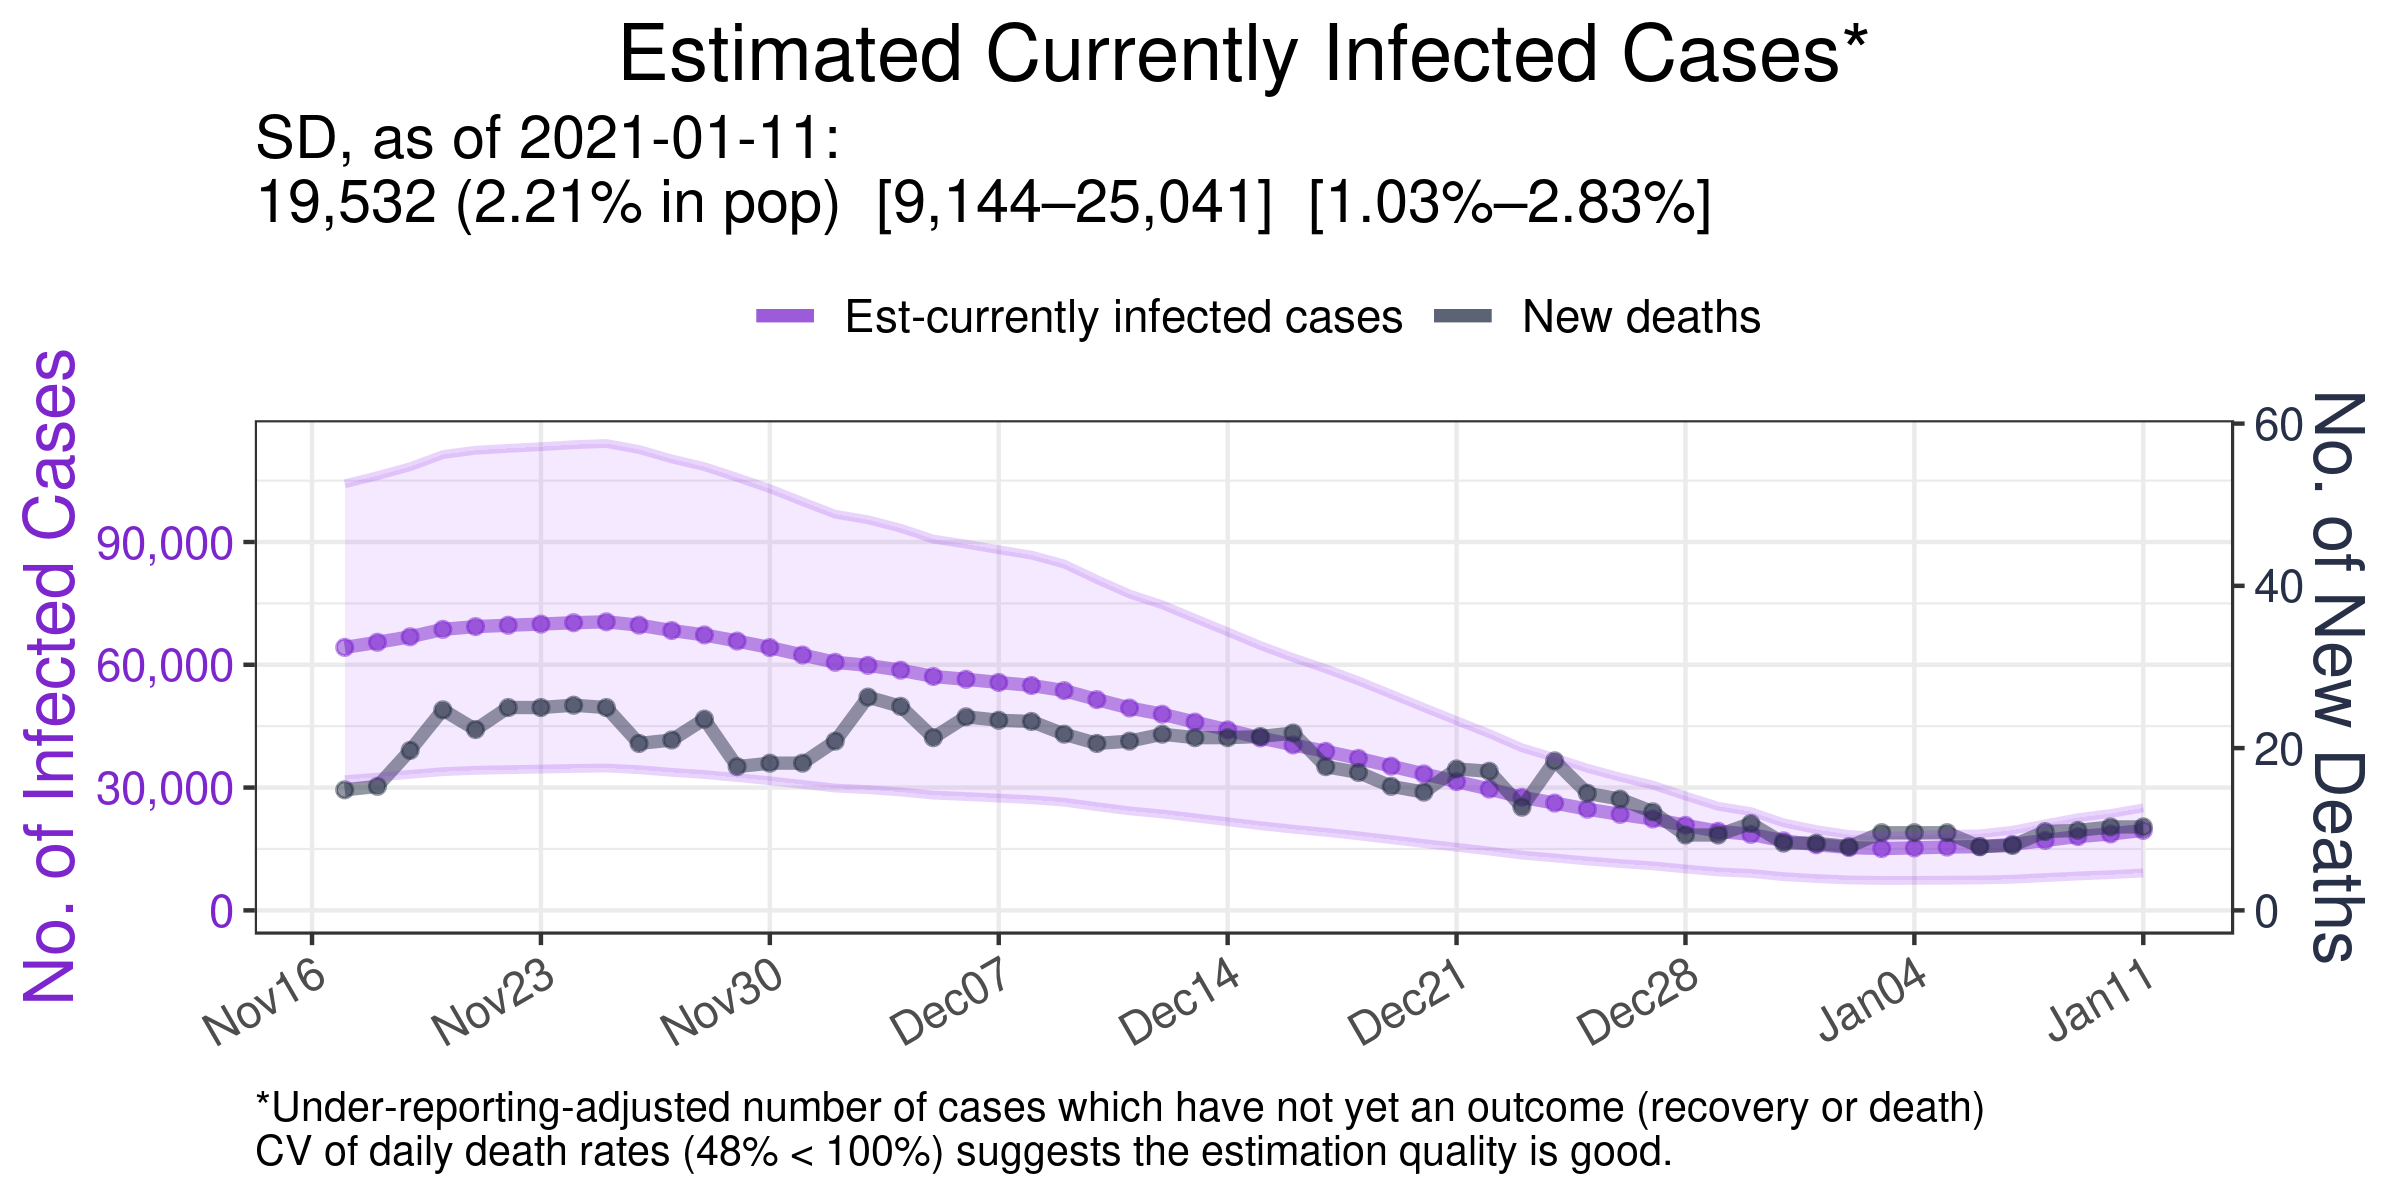 Estimated Currently Infected Cases*
SD, as of 2021-01-11:
19,532 (2.21% in pop)  [9,144–25,041]  [1.03%–2.83%]
Est-currently infected cases
New deaths
No. of Infected Cases
90,000
60,000
30,000
0
60
40
20
0
No. of New Deaths
Nov16
Nov23
Nov30
Dec07
Dec14
Dec21
Dec28
Jan04
Jan11
*Under-reporting-adjusted number of cases which have not yet an outcome (recovery or death)
CV of daily death rates (48% < 100%) suggests the estimation quality is good.